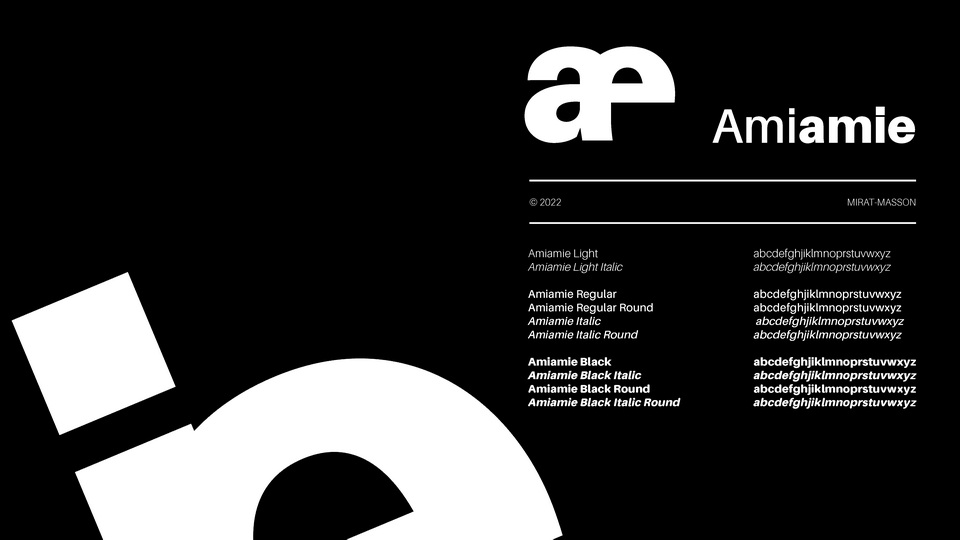 æ
Amiamie
© 2022
MIRAT-MASSON
Amiamie Light abcdefghjiklmnoprstuvwxyz
Amiamie Light Italic abcdefghjiklmnoprstuvwxyz
Amiamie Regular abcdefghjiklmnoprstuvwxyz
Amiamie Regular Round abcdefghjiklmnoprstuvwxyz
Amiamie Italic abcdefghjiklmnoprstuvwxyz
Amiamie Italic Round abcdefghjiklmnoprstuvwxyz
Amiamie Black abcdefghjiklmnoprstuvwxyz
Amiamie Black Italic abcdefghjiklmnoprstuvwxyz
Amiamie Black Round abcdefghjiklmnoprstuvwxyz
Amiamie Black Italic Round abcdefghjiklmnoprstuvwxyz
ie